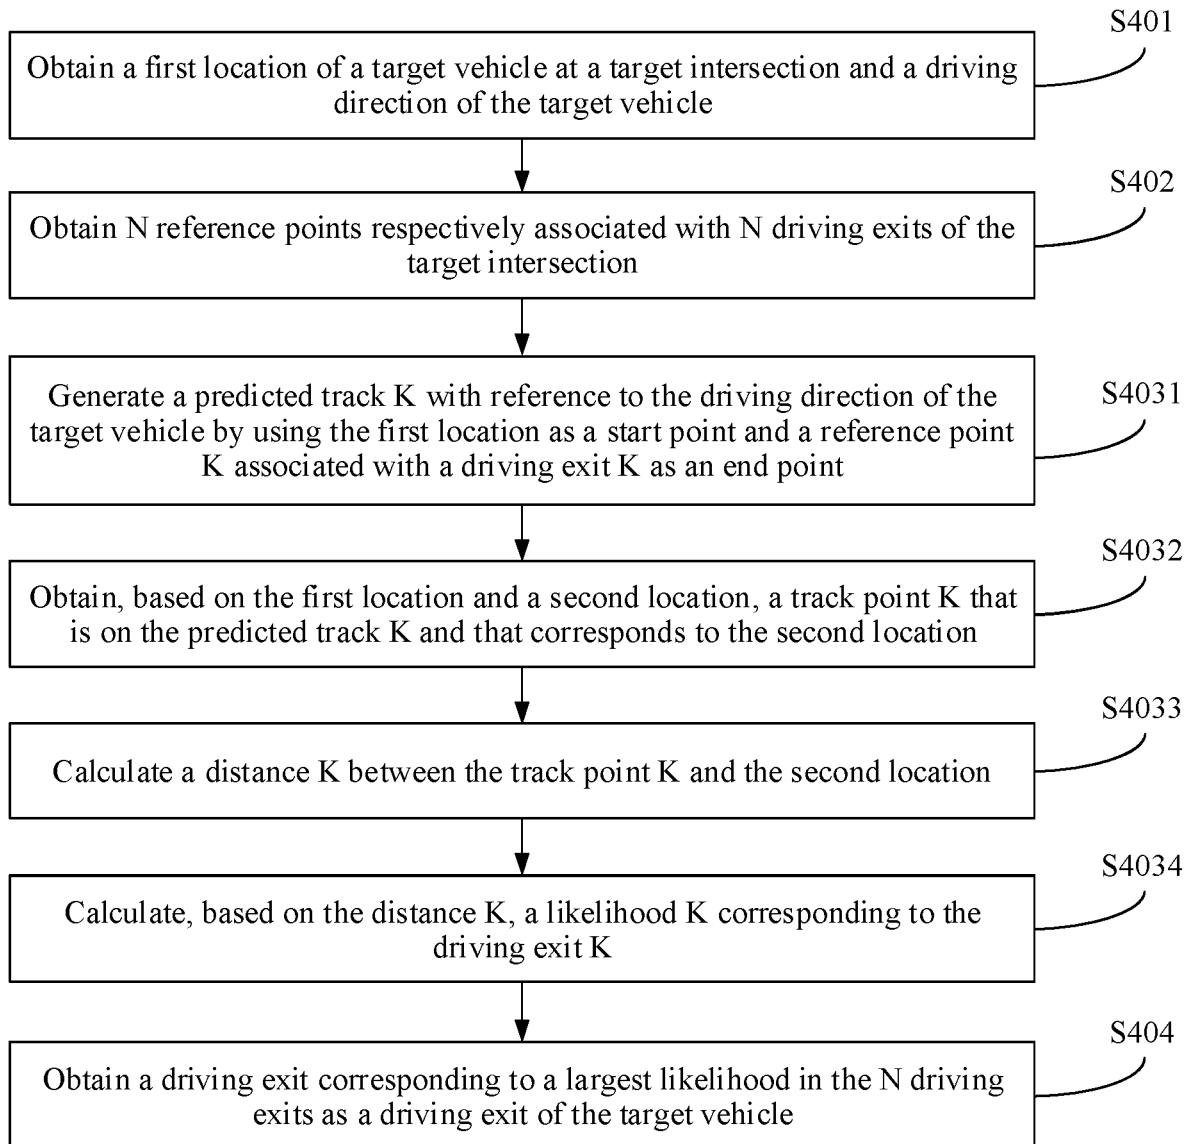 S401
Obtain a first location of a target vehicle at a target intersection and a driving
direction of the target vehicle
S402
Obtain N reference points respectively associated with N driving exits of the
target intersection
S4031
Generate a predicted track K with reference to the driving direction of the
target vehicle by using the first location as a start point and a reference point
K associated with a driving exit K as an end point
S4032
Obtain, based on the first location and a second location, a track point K that
is on the predicted track K and that corresponds to the second location
S4033
Calculate a distance K between the track point K and the second location
S4034
Calculate, based on the distance K, a likelihood K corresponding to the
driving exit K
S404
Obtain a driving exit corresponding to a largest likelihood in the N driving
exits as a driving exit of the target vehicle